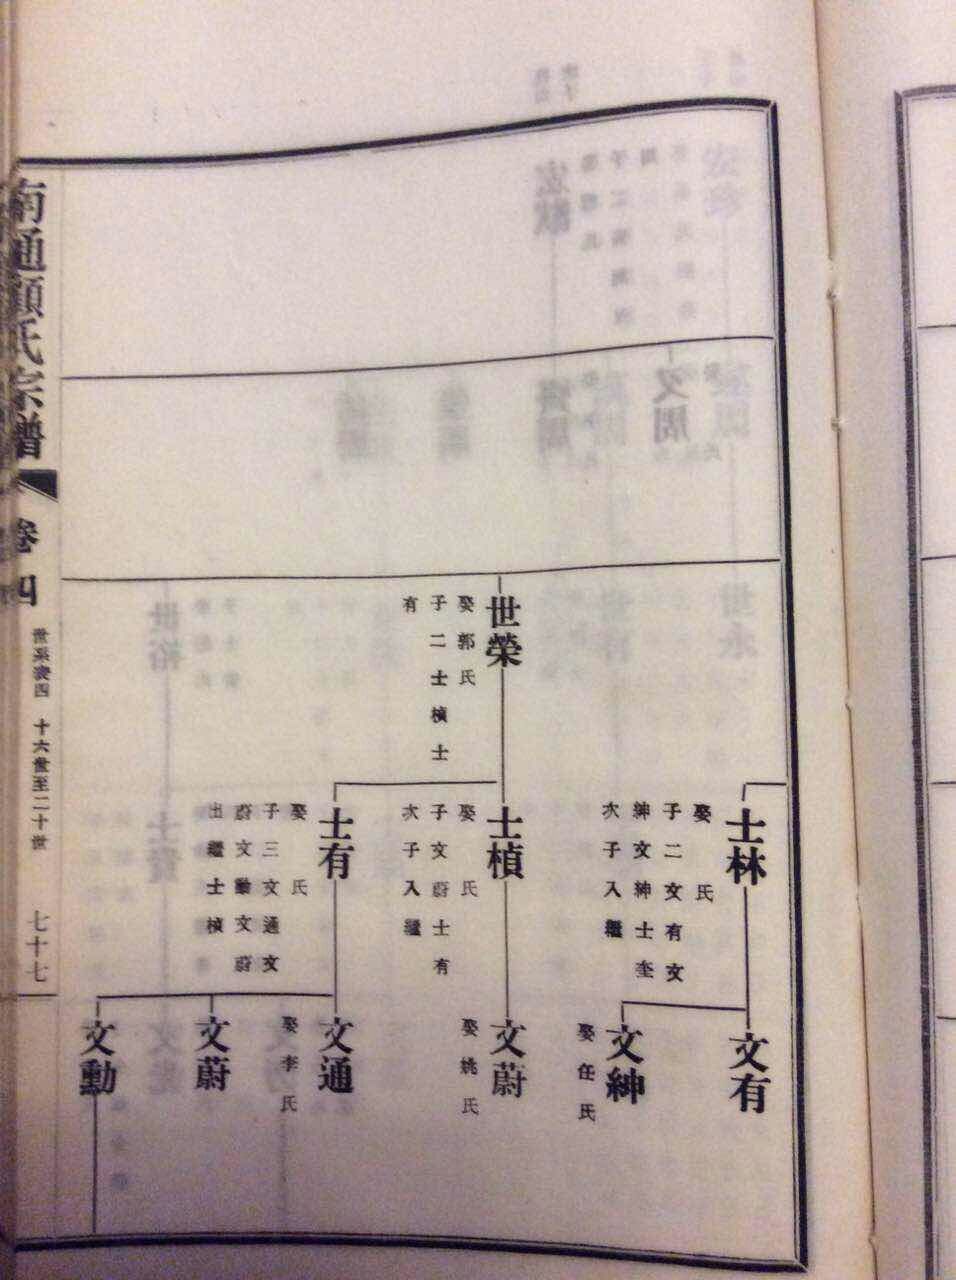 世榮
娶郭氏
子二士楨士
有
士林
娶　氏
子二文有文
紳文紳士奎
次子入繼
士楨
娶　氏
子文蔚士有
次子入繼
士有
娶　氏
子三文通文
蔚文勳文蔚
出繼士楨
文有
文紳
娶任氏
文蔚
娶姚氏
文通
娶李氏
文蔚
文勳
南通顧氏宗譜
卷四
世系表四　十六世至二十世
七十七